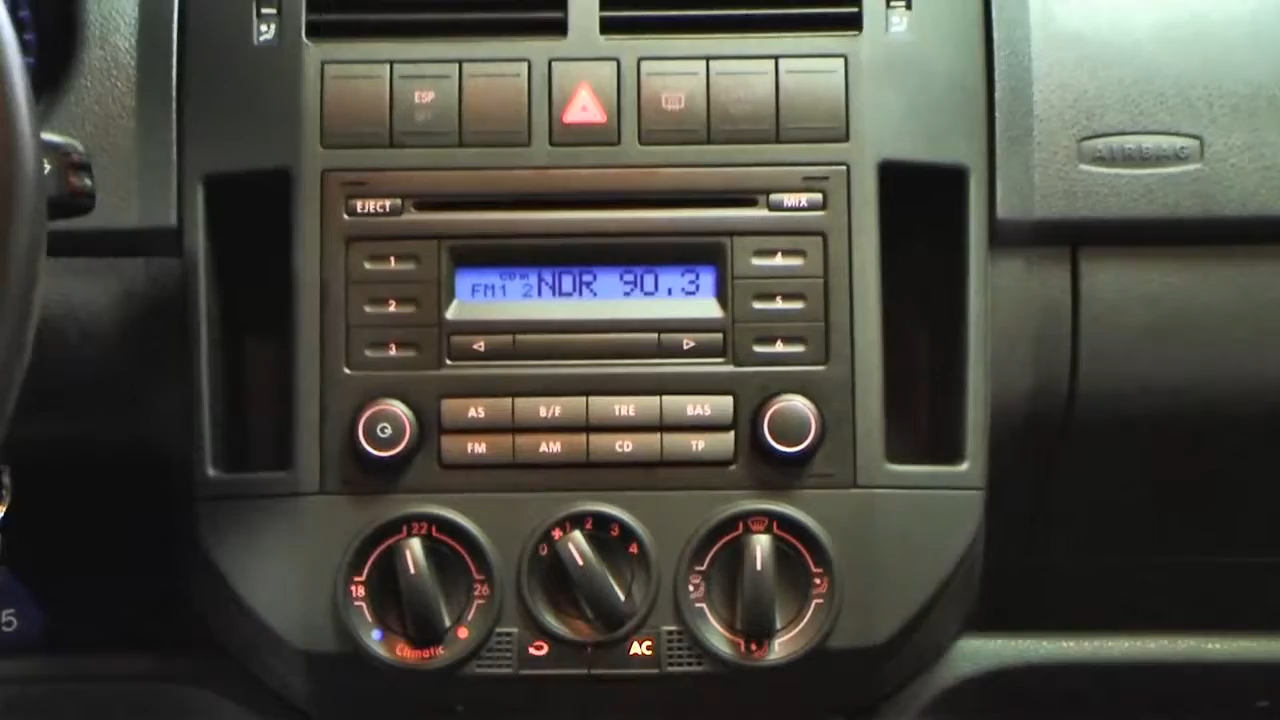 ESP
AIRBAG
EJECT
MIX
1
4
FM1 2 NDR 90.3
2
5
3
6
AS B/F TRE BAS
FM AM CD TP
22
18 26
Climatic
0 1 2 3 4
AC
5